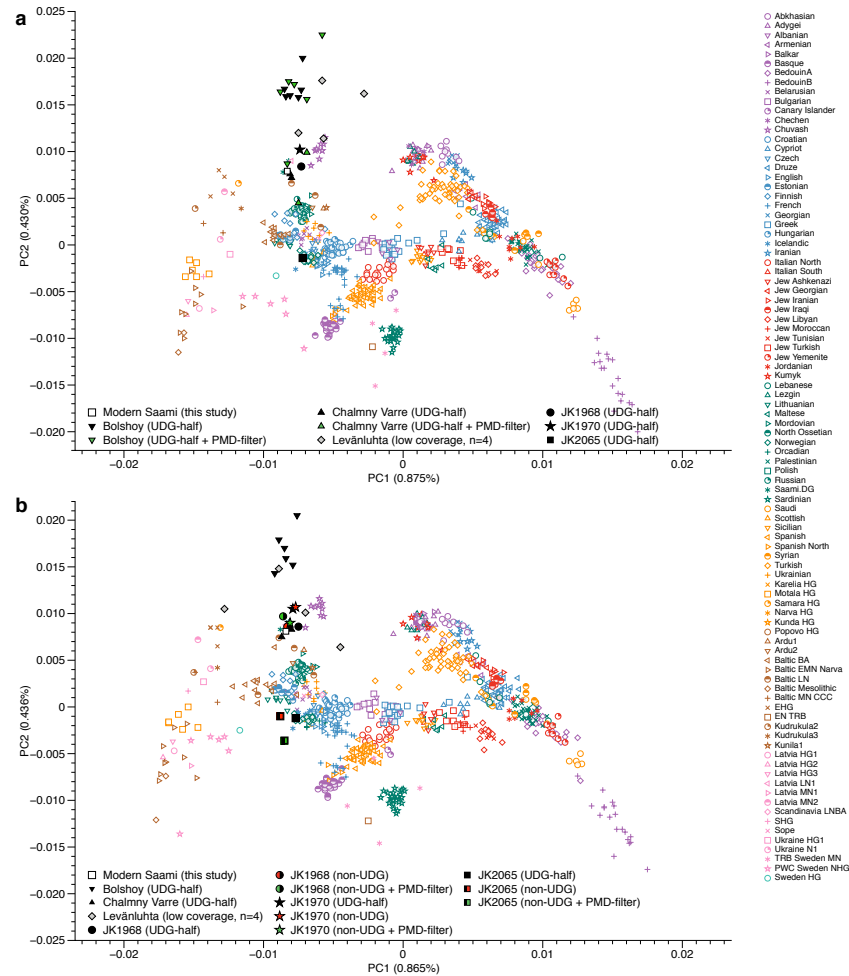 a
0.025
0.020
0.015
0.010
0.005
0
−0.005
−0.010
−0.015
−0.020
PC2 (0.430%)
Modern Saami (this study)
Bolshoy (UDG-half)
Bolshoy (UDG-half + PMD-filter)
Chalmny Varre (UDG-half)
Chalmny Varre (UDG-half + PMD-filter)
Levänluhta (low coverage, n=4)
JK1968 (UDG-half)
JK1970 (UDG-half)
JK2065 (UDG-half)
−0.02
−0.01
0
0.01
0.02
PC1 (0.875%)
b
0.020
0.015
0.010
0.005
0
−0.005
−0.010
−0.015
−0.020
−0.025
PC2 (0.436%)
Modern Saami (this study)
Bolshoy (UDG-half)
Chalmny Varre (UDG-half)
Levänluhta (low coverage, n=4)
JK1968 (UDG-half)
JK1968 (non-UDG)
JK1968 (non-UDG + PMD-filter)
JK1970 (UDG-half)
JK1970 (non-UDG)
JK1970 (non-UDG + PMD-filter)
JK2065 (UDG-half)
JK2065 (non-UDG)
JK2065 (non-UDG + PMD-filter)
−0.02
−0.01
0
0.01
0.02
PC1 (0.865%)
Abkhasian
Adygei
Albanian
Armenian
Balkar
Basque
BedouinA
BedouinB
Belarusian
Bulgarian
Canary Islander
Chechen
Chuvash
Croatian
Cypriot
Czech
Druze
English
Estonian
Finnish
French
Georgian
Greek
Hungarian
Icelandic
Iranian
Italian North
Italian South
Jew Ashkenazi
Jew Georgian
Jew Iranian
Jew Iraqi
Jew Libyan
Jew Moroccan
Jew Tunisian
Jew Turkish
Jew Yemenite
Jordanian
Kumyk
Lebanese
Lezgin
Lithuanian
Maltese
Mordovian
North Ossetian
Norwegian
Orcadian
Palestinian
Polish
Russian
Saami.DG
Sardinian
Saudi
Scottish
Sicilian
Spanish
Spanish North
Syrian
Turkish
Ukrainian
Karelia HG
Motala HG
Samara HG
Narva HG
Kunda HG
Popovo HG
Ardu1
Ardu2
Baltic BA
Baltic EMN Narva
Baltic LN
Baltic Mesolithic
Baltic MN CCC
EHG
EN TRB
Kudrukula2
Kudrukula3
Kunila1
Latvia HG1
Latvia HG2
Latvia HG3
Latvia LN1
Latvia MN1
Latvia MN2
Scandinavia LNBA
SHG
Sope
Ukraine HG1
Ukraine N1
TRB Sweden MN
PWC Sweden NHG
Sweden HG